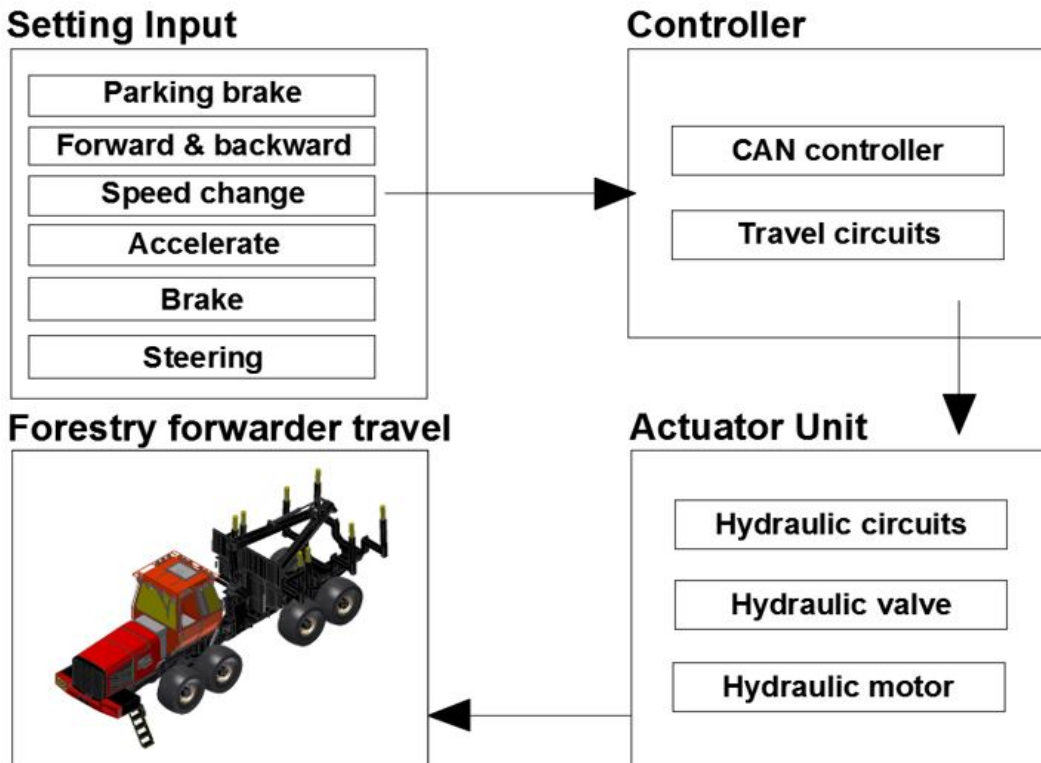 Setting Input
Parking brake
Forward & backward
Speed change
Accelerate
Brake
Steering
Controller
CAN controller
Travel circuits
Actuator Unit
Hydraulic circuits
Hydraulic valve
Hydraulic motor
Forestry forwarder travel